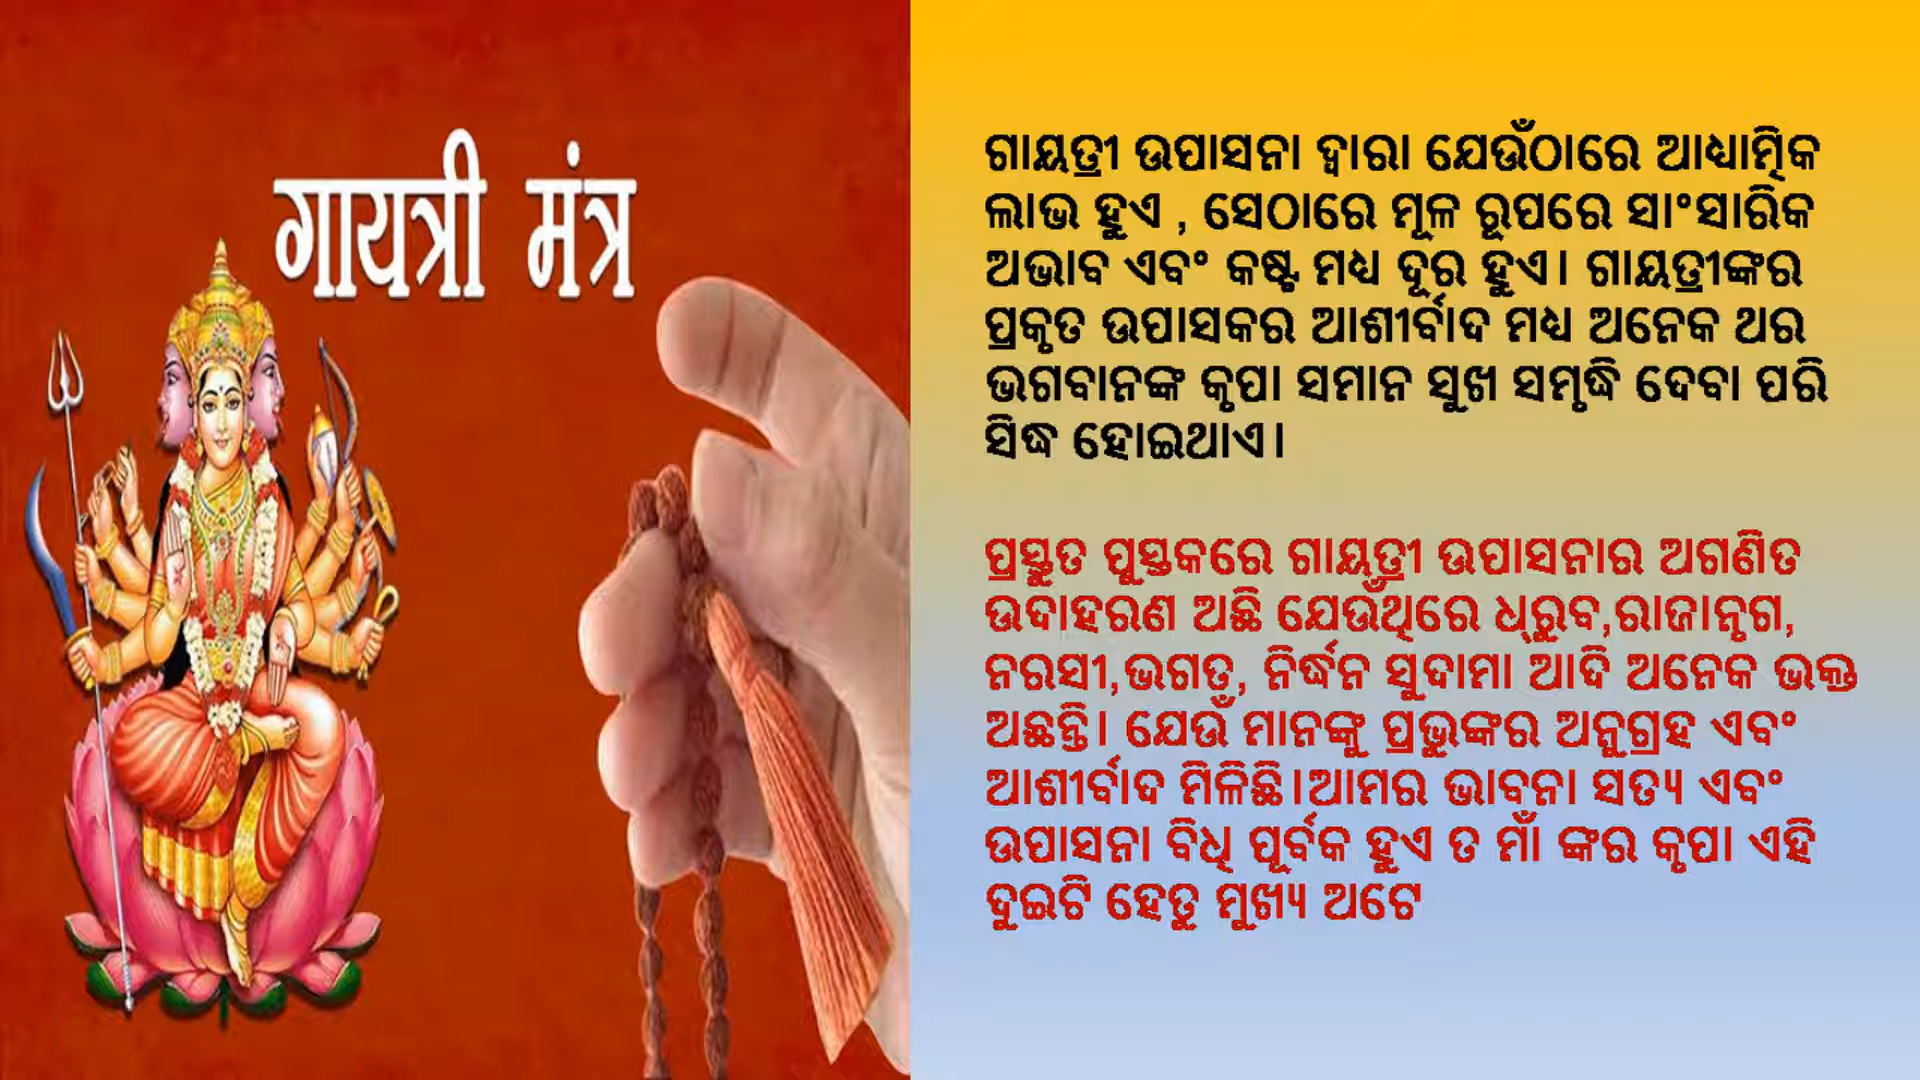 गायत्री मंत्र
ଗାୟତ୍ରୀ ଉପାସନା ଦ୍ୱାରା ଯେଉଁଠାରେ ଆଧ୍ୟାତ୍ମିକ
ଲାଭ ହୁଏ , ସେଠାରେ ମୂଳ ରୂପରେ ସାଂସାରିକ
ଅଭାବ ଏବଂ କଷ୍ଟ ମଧ୍ୟ ଦୂର ହୁଏ। ଗାୟତ୍ରୀଙ୍କର
ପ୍ରକୃତ ଉପାସକର ଆଶୀର୍ବାଦ ମଧ୍ୟ ଅନେକ ଥର
ଭଗବାନଙ୍କ କୃପା ସମାନ ସୁଖ ସମୃଦ୍ଧି ଦେବା ପରି
ସିଦ୍ଧ ହୋଇଥାଏ।
ପ୍ରସ୍ତୁତ ପୁସ୍ତକରେ ଗାୟତ୍ରୀ ଉପାସନାର ଅଗଣିତ
ଉଦାହରଣ ଅଛି ଯେଉଁଥିରେ ଧ୍ରୁବ,ରାଜାନୃଗ,
ନରସୀ,ଭଗତ, ନିର୍ଦ୍ଧନ ସୁଦାମା ଆଦି ଅନେକ ଭକ୍ତ
ଅଛନ୍ତି। ଯେଉଁ ମାନଙ୍କୁ ପ୍ରଭୁଙ୍କର ଅନୁଗ୍ରହ ଏବଂ
ଆଶୀର୍ବାଦ ମିଳିଛି।ଆମର ଭାବନା ସତ୍ୟ ଏବଂ
ଉପାସନା ବିଧି ପୂର୍ବକ ହୁଏ ତ ମାଁ ଙ୍କର କୃପା ଏହି
ଦୁଇଟି ହେତୁ ମୁଖ୍ୟ ଅଟେ